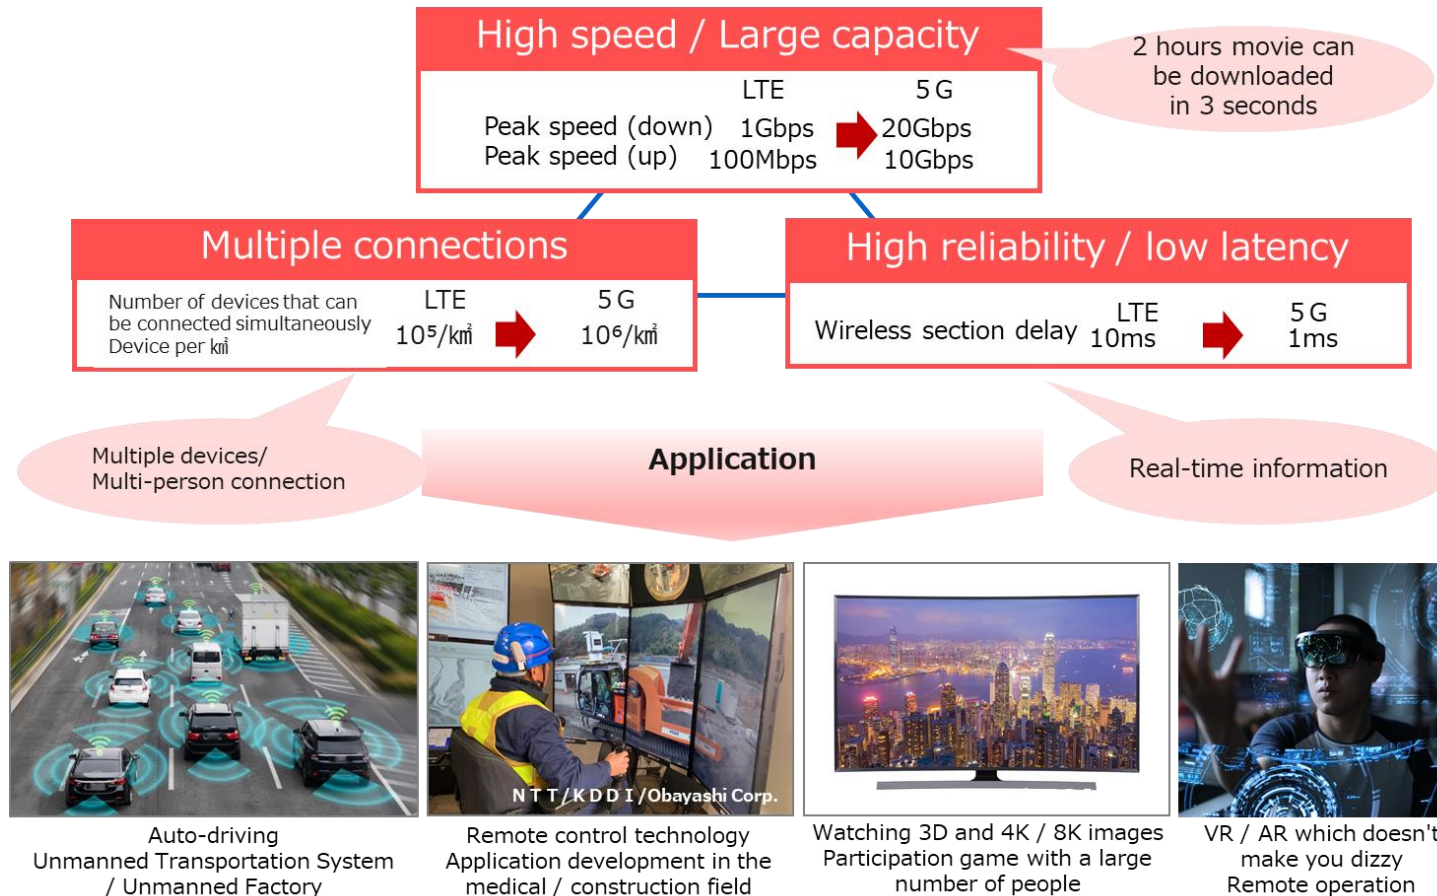 High speed / Large capacity
2 hours movie can
be downloaded
in 3 seconds
LTE 5G
Peak speed (down) 1Gbps 20Gbps
Peak speed (up) 100Mbps 10Gbps
Multiple connections
Number of devices that can
be connected simultaneously
Device per k㎡
LTE 5G
10⁵/k㎡ 10⁶/k㎡
High reliability / low latency
LTE 5G
Wireless section delay 10ms 1ms
Multiple devices/
Multi-person connection
Application
Real-time information
NTT/KDDI/Obayashi Corp.
Auto-driving
Unmanned Transportation System
/ Unmanned Factory
Remote control technology
Application development in the
medical / construction field
Watching 3D and 4K / 8K images
Participation game with a large
number of people
VR / AR which doesn't
make you dizzy
Remote operation